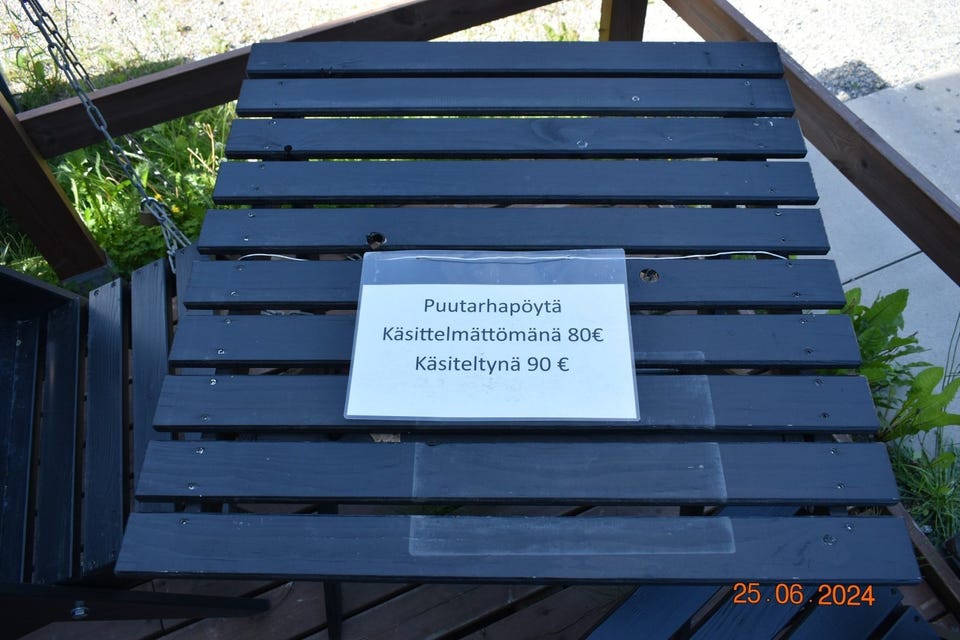 Puutarhapöytä
Käsittelmättömänä 80€
Käsiteltynä 90 €
25.06.2024